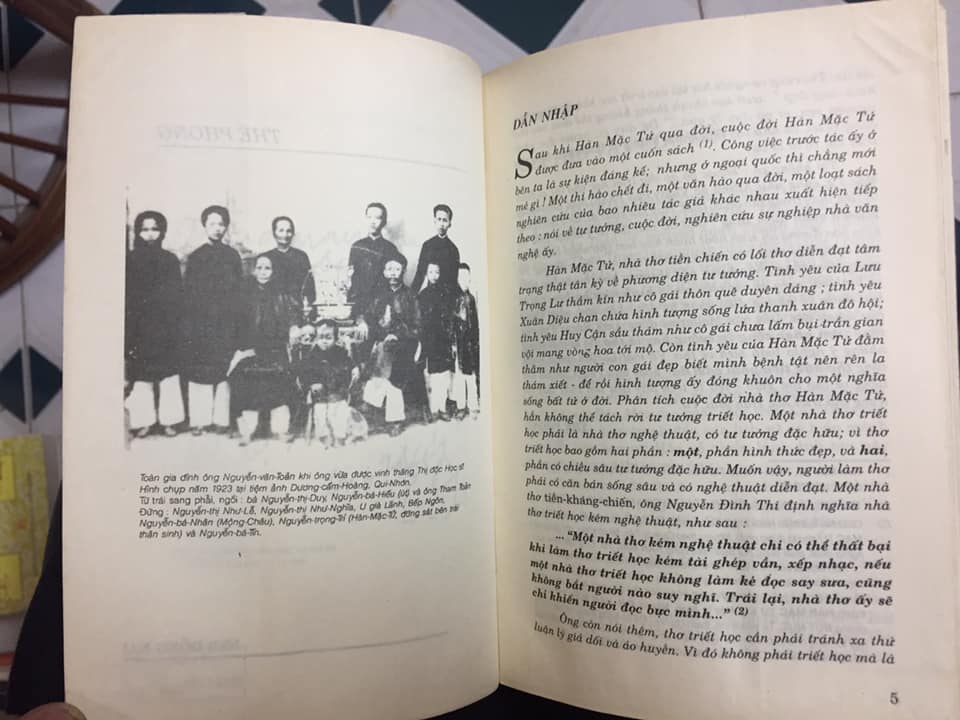 THẾ PHONG
Toàn gia đình ông Nguyễn-văn-Toản khi ông vừa được vinh thăng Thị độc Học sĩ
Hình chụp năm 1923 tại tiệm ảnh Dương-cẩm-Hoàng, Qui-Nhơn.
Từ trái sang phải, ngồi : bà Nguyễn-thị-Duy, Nguyễn-bá-Hiếu (út) và ông Tham Toản
Đứng : Nguyễn-thị Như-Lễ, Nguyễn-thị Như-Nghĩa, U già Lành, Bếp Ngôn,
Nguyễn-bá-Nhân (Mộng-Châu), Nguyễn-trọng-Trí (Hàn-Mặc-Tử, đứng sát bên trái
thân sinh) và Nguyễn-bá-Tín.
DẪN NHẬP
Sau khi Hàn Mặc Tử qua đời, cuộc đời Hàn Mặc Tử
được đưa vào một cuốn sách (1). Công việc trước tác ấy ở
bên ta là sự kiện đáng kể; nhưng ở ngoại quốc thì chẳng mới
mẻ gì ! Một thi hào chết đi, một văn hào qua đời, một loạt sách
nghiên cứu của bao nhiêu tác giả khác nhau xuất hiện tiếp
theo : nói về tư tưởng, cuộc đời, nghiên cứu sự nghiệp nhà văn
nghệ ấy.
Hàn Mặc Tử, nhà thơ tiền chiến có lối thơ diễn đạt tâm
trạng thật tân kỳ về phương diện tư tưởng. Tình yêu của Lưu
Trọng Lư thầm kín như cô gái thôn quê duyên dáng ; tình yêu
Xuân Diệu chan chứa hình tượng sống lứa thanh xuân đô hội;
tình yêu Huy Cận sầu thảm như cô gái chưa lấm bụi trần gian
vội mang vòng hoa tới mộ. Còn tình yêu của Hàn Mặc Tử đằm
thắm như người con gái đẹp biết mình bệnh tật nên rên la
thảm xiết - để rồi hình tượng ấy đóng khuôn cho một nghĩa
sống bất tử ở đời. Phân tích cuộc đời nhà thơ Hàn Mặc Tử,
hẳn không thể tách rời tư tưởng triết học. Một nhà thơ triết
học phải là nhà thơ nghệ thuật, có tư tưởng đặc hữu; vì thơ
triết học bao gồm hai phần : một, phần hình thức đẹp, và hai,
phần có chiều sâu tư tưởng đặc hữu. Muốn vậy, người làm thơ
phải có căn bản sống sâu và có nghệ thuật diễn đạt. Một nhà
thơ tiền-kháng-chiến, ông Nguyễn Đình Thi định nghĩa nhà
thơ triết học kém nghệ thuật, như sau :
... "Một nhà thơ kém nghệ thuật chỉ có thể thất bại
khi làm thơ triết học kém tài ghép vần, xếp nhạc, nếu
một nhà thơ triết học không làm kẻ đọc say sưa, cũng
không bắt người nào suy nghĩ. Trái lại, nhà thơ ấy sẽ
chỉ khiến người đọc bực mình..." (2)
Ông còn nói thêm, thơ triết học cần phải tránh xa thứ
luận lý giả dối và ảo huyền. Vì đó không phải triết học mà là
5